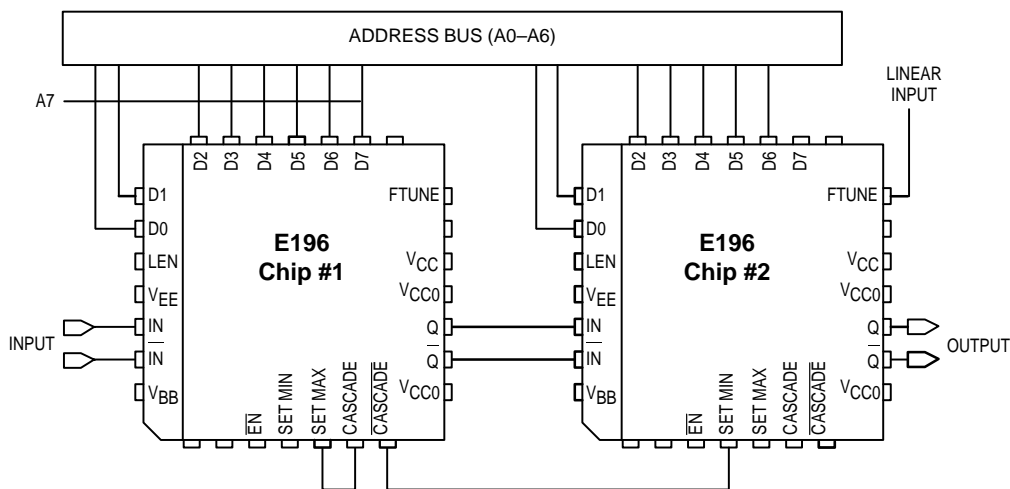 ADDRESS BUS (A0–A6)
A7
LINEAR
INPUT
D2 D3 D4 D5 D6 D7
D1
D0
LEN
VEE
IN
IN
VBB
FTUNE
E196
Chip #1
VCC
VCC0
Q
Q
VCC0
EN SET MIN SET MAX CASCADE CASCADE
INPUT
D2 D3 D4 D5 D6 D7
D1
D0
LEN
VEE
IN
IN
VBB
FTUNE
E196
Chip #2
VCC
VCC0
Q
Q
VCC0
EN SET MIN SET MAX CASCADE CASCADE
OUTPUT